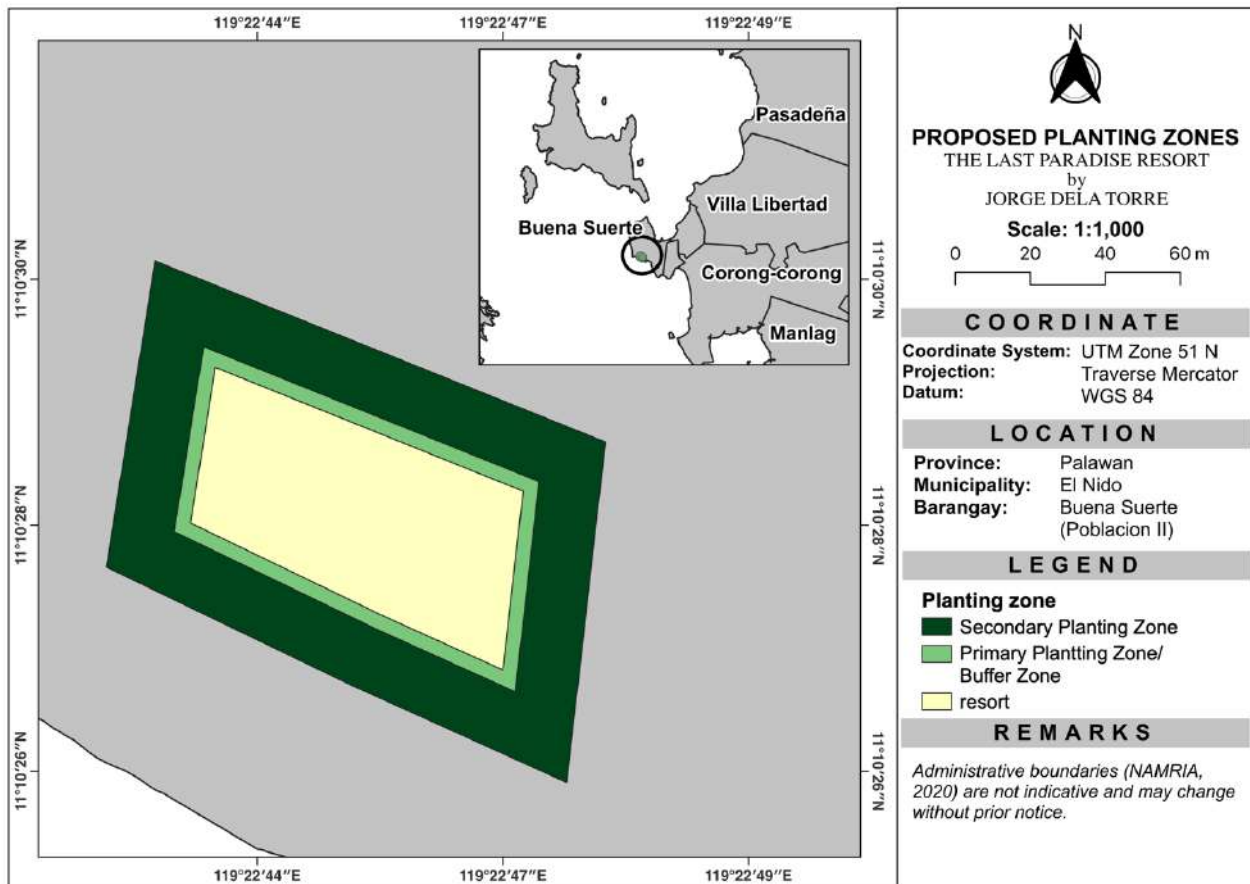 119°22′44″E 119°22′47″E 119°22′49″E
11°10′30″N
11°10′28″N
11°10′26″N
Pasadeña
Villa Libertad
Buena Suerte
Corong-corong
Manlag
11°10′30″N
11°10′28″N
11°10′26″N
119°22′44″E 119°22′47″E 119°22′49″E
N
PROPOSED PLANTING ZONES
THE LAST PARADISE RESORT
by
JORGE DELA TORRE
Scale: 1:1,000
0 20 40 60 m
COORDINATE
Coordinate System: UTM Zone 51 N
Projection: Traverse Mercator
Datum: WGS 84
LOCATION
Province: Palawan
Municipality: El Nido
Barangay: Buena Suerte
(Poblacion II)
LEGEND
Planting zone
Secondary Planting Zone
Primary Plantting Zone/
Buffer Zone
resort
REMARKS
Administrative boundaries (NAMRIA,
2020) are not indicative and may change
without prior notice.